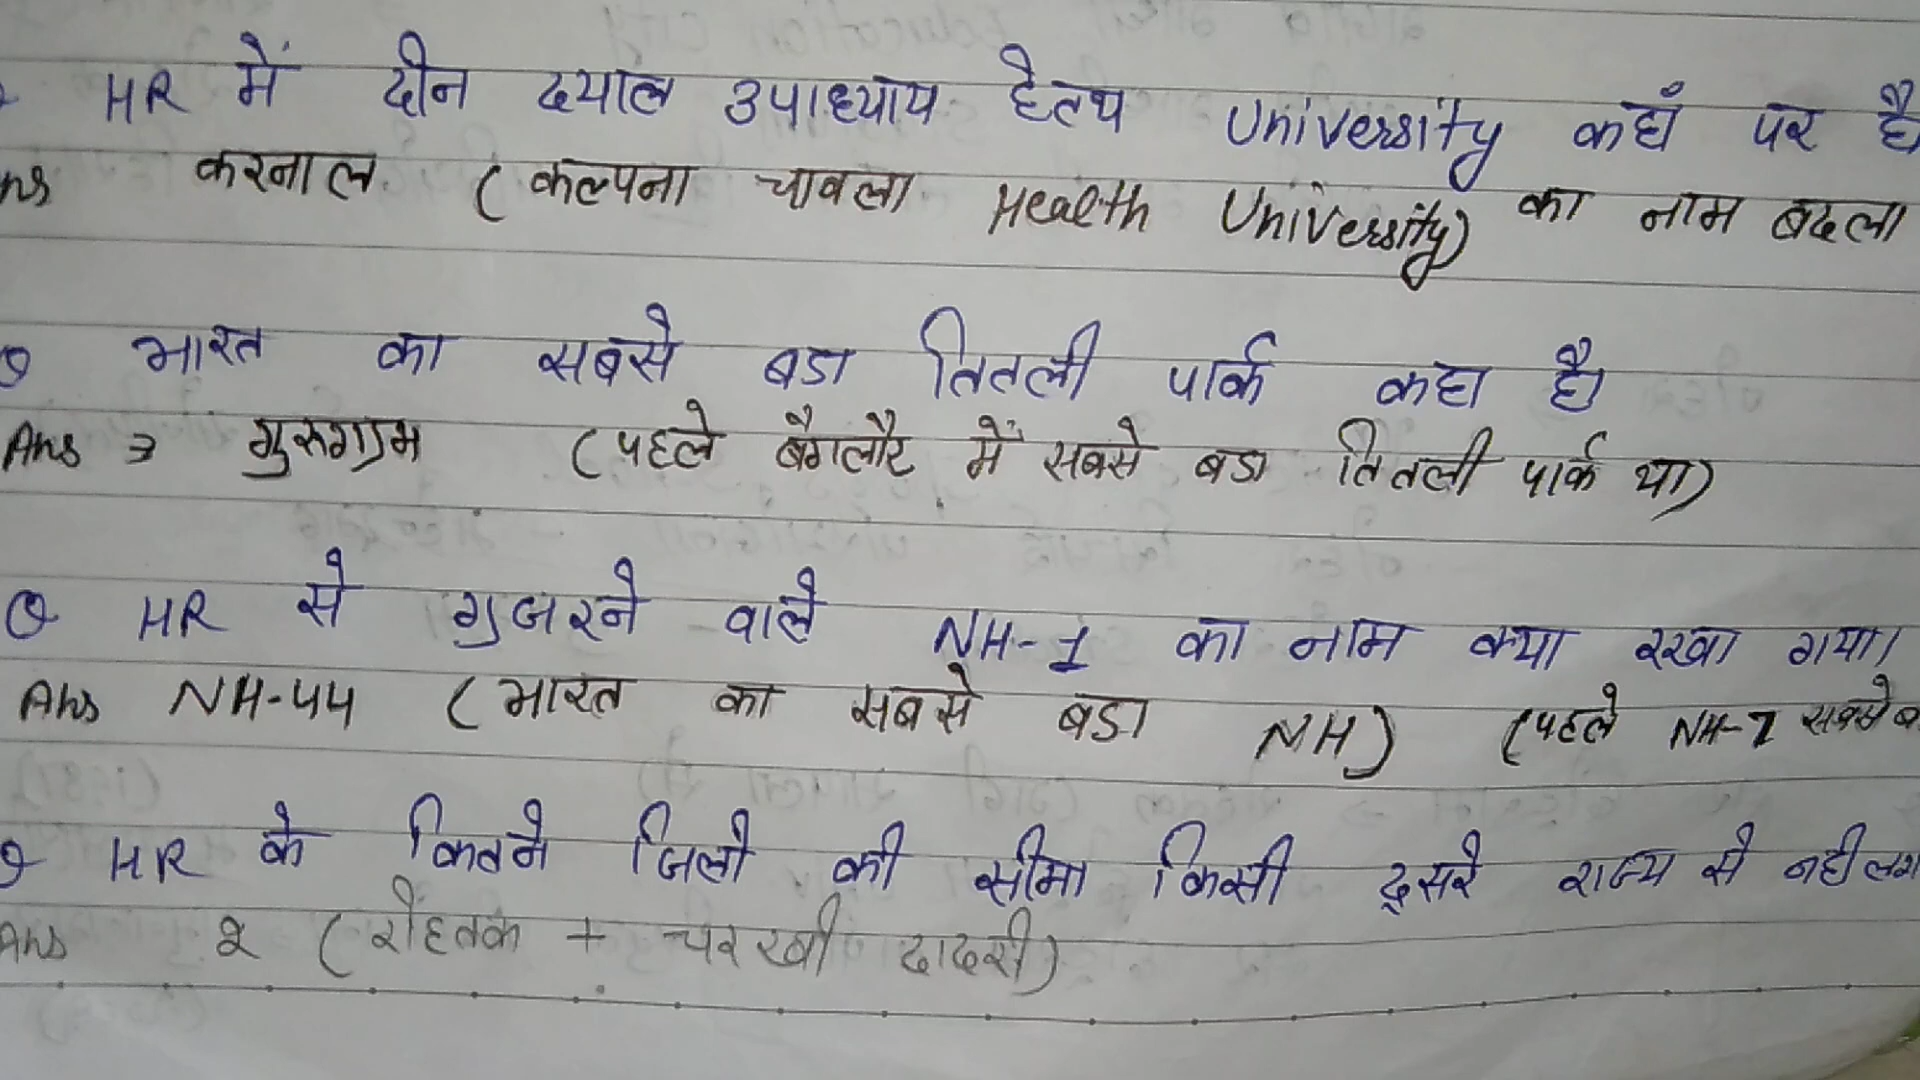 HR में दीन दयाल उपाध्याय हेल्थ University कहाँ पर है
Ans करनाल (कल्पना चावला Health University) का नाम बदला
Q भारत का सबसे बडा तितली पार्क कहा है।
Ans → गुरुग्राम (पहले बैंगलौर में सबसे बडा तितली पार्क था)
Q HR से गुजरने वाले NH-1 का नाम क्या रखा गया।
Ans NH-44 (भारत का सबसे बडा NH) (पहले NH-7 सबसे ब
Q HR के कितने जिलो की सीमा किसी दूसरे राज्य से नही लग
Ans 2 (रोहतक + चरखी दादरी)